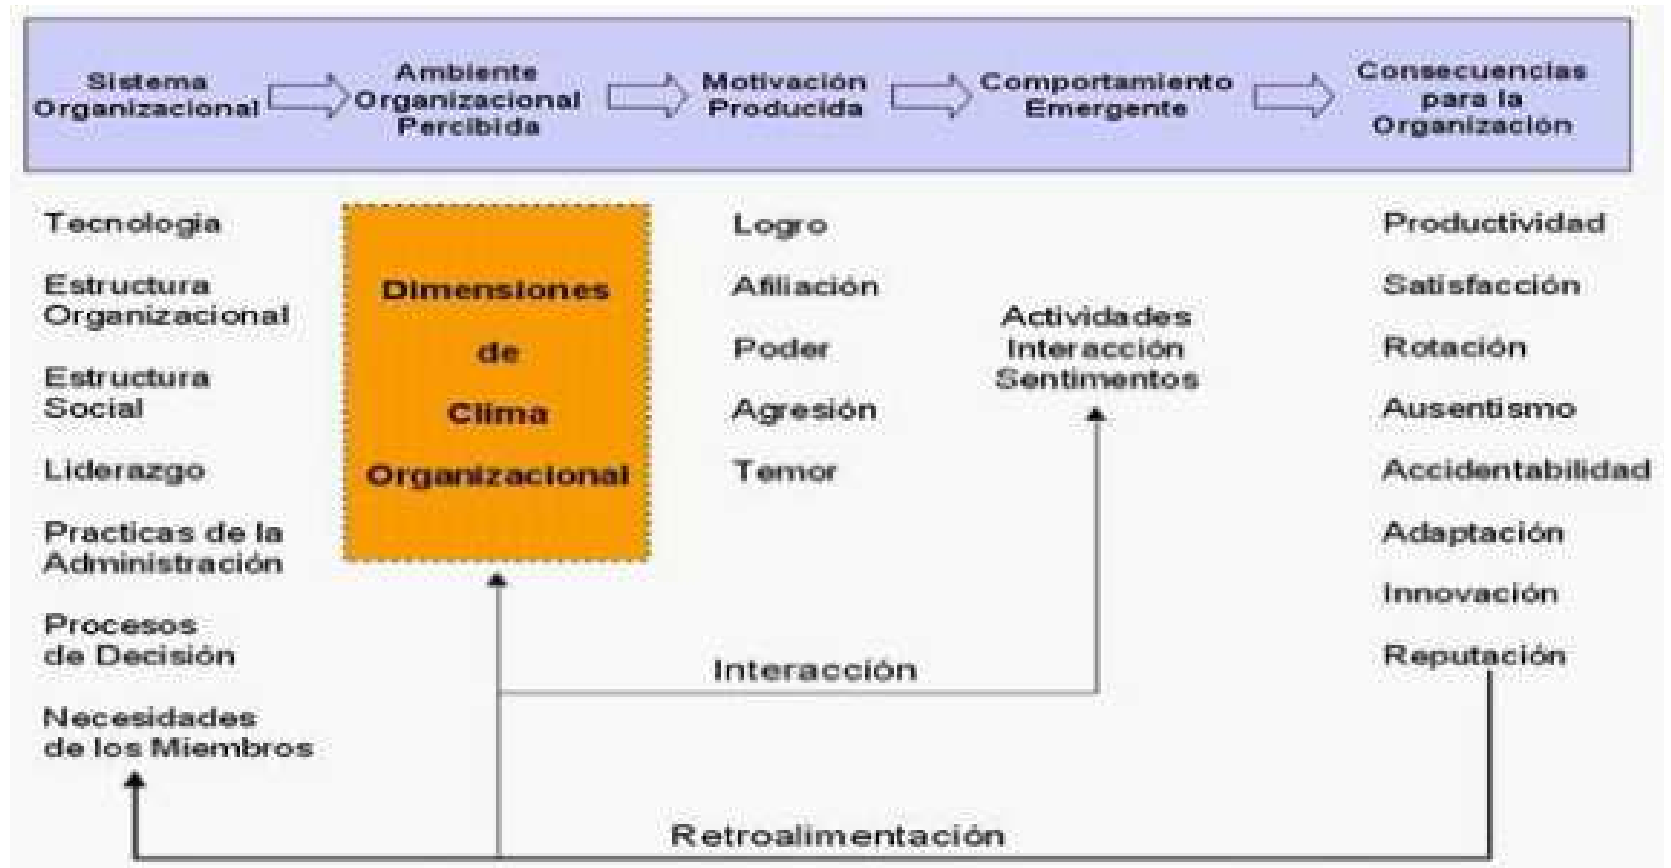 Sistema
Organizacional
Ambiente
Organizacional
Percibida
Motivación
Producida
Comportamiento
Emergente
Consecuencias
para la
Organización
Tecnología
Estructura
Organizacional
Estructura
Social
Liderazgo
Practicas de la
Administración
Procesos
de Decisión
Necesidades
de los Miembros
Dimensiones
de
Clima
Organizacional
Logro
Afiliación
Poder
Agresión
Temor
Actividades
Interacción
Sentimentos
Productividad
Satisfacción
Rotación
Ausentismo
Accidentabilidad
Adaptación
Innovación
Reputación
Interacción
Retroalimentación